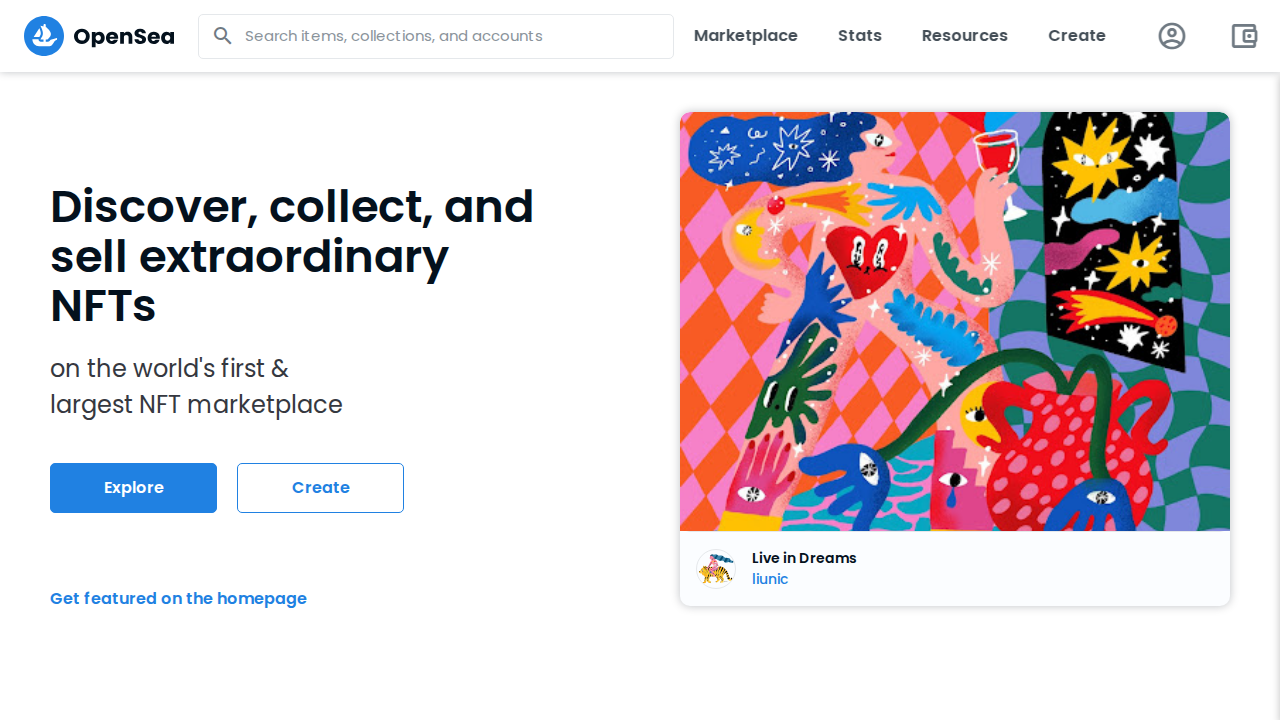 OpenSea
Search items, collections, and accounts
Marketplace
Stats
Resources
Create
Discover, collect, and
sell extraordinary
NFTs
on the world's first &
largest NFT marketplace
Explore
Create
Get featured on the homepage
Live in Dreams
liunic